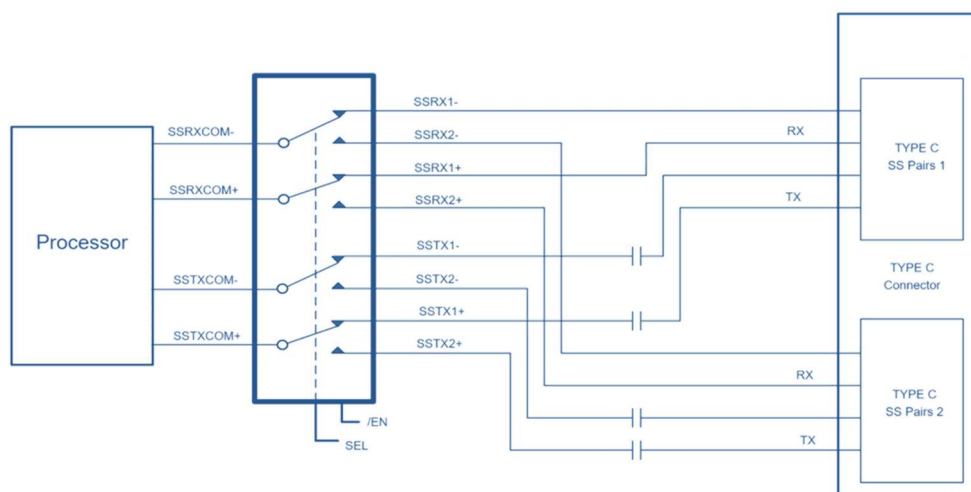 Processor
SSRXCOM-
SSRXCOM+
SSTXCOM-
SSTXCOM+
SSRX1-
SSRX2-
SSRX1+
SSRX2+
SSTX1-
SSTX2-
SSTX1+
SSTX2+
/EN
SEL
RX
TX
TYPE C
SS Pairs 1
TYPE C
Connector
RX
TX
TYPE C
SS Pairs 2